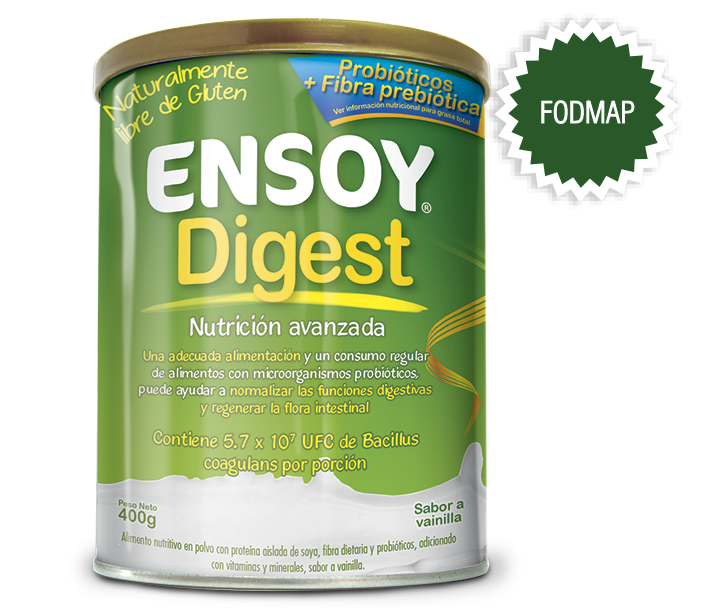 Naturalmente
libre de Gluten
Probióticos
+ Fibra prebiótica
Ver información nutricional para grasa total
FODMAP
ENSOY®
Digest
Nutrición avanzada
Una adecuada alimentación y un consumo regular
de alimentos con microorganismos probióticos,
puede ayudar a normalizar las funciones digestivas
y regenerar la flora intestinal
Contiene 5.7 x 10⁷ UFC de Bacillus
coagulans por porción
Peso Neto
400g
Sabor a
vainilla
Alimento nutritivo en polvo con proteína aislada de soya, fibra dietaria y probióticos, adicionado
con vitaminas y minerales, sabor a vainilla.